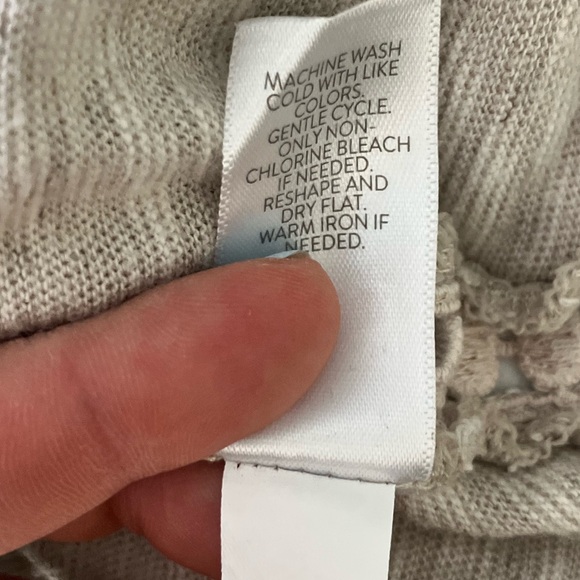 MACHINE WASH
COLD WITH LIKE
COLORS.
GENTLE CYCLE.
ONLY NON-
CHLORINE BLEACH
IF NEEDED.
RESHAPE AND
DRY FLAT.
WARM IRON IF
NEEDED.